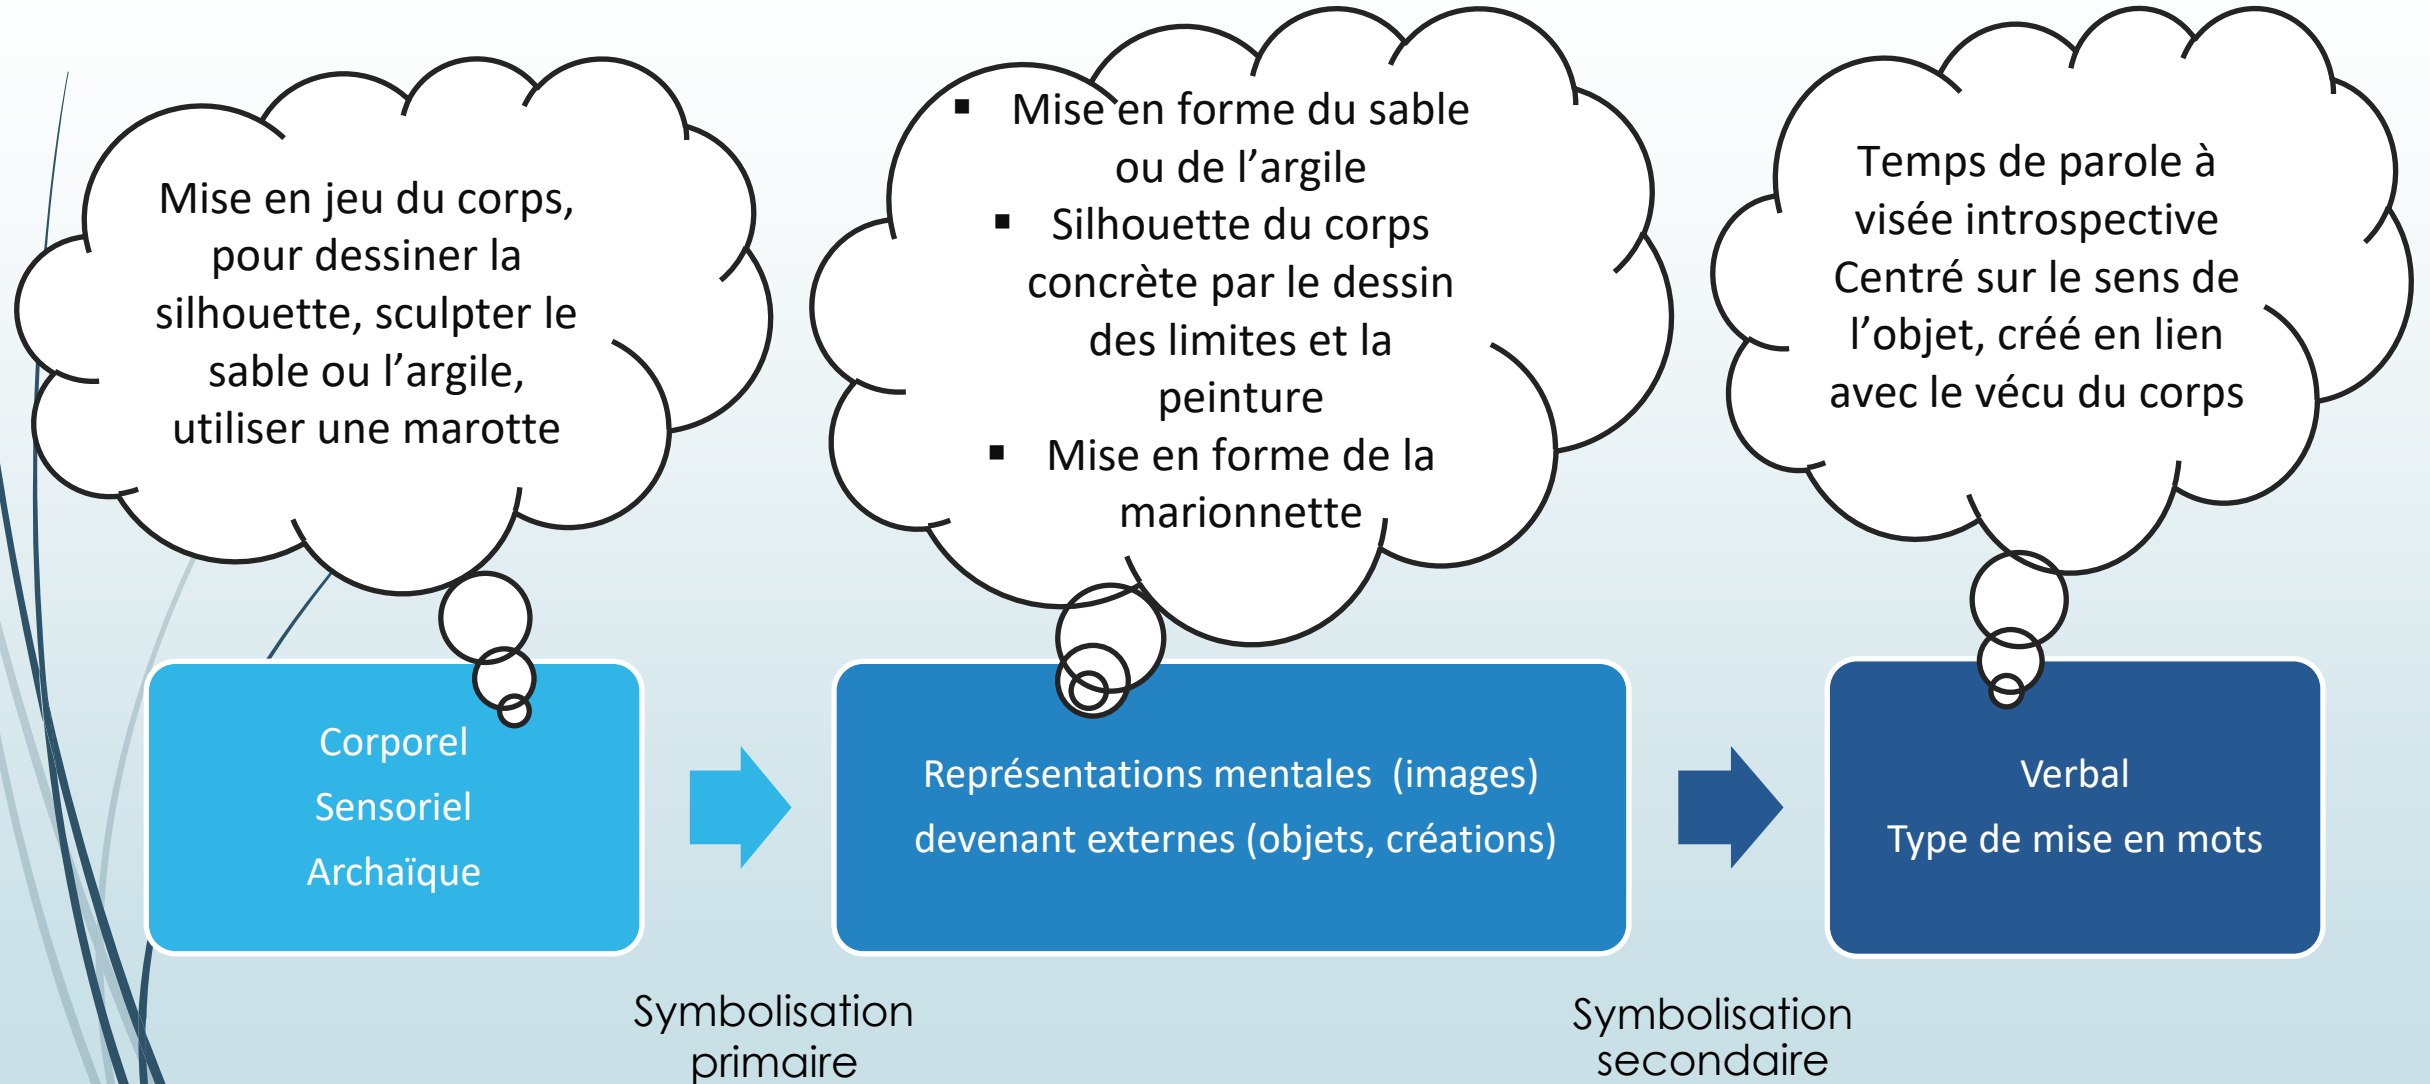 Mise en jeu du corps,
pour dessiner la
silhouette, sculpter le
sable ou l’argile,
utiliser une marotte
▪ Mise en forme du sable
ou de l’argile
▪ Silhouette du corps
concrète par le dessin
des limites et la
peinture
▪ Mise en forme de la
marionnette
Temps de parole à
visée introspective
Centré sur le sens de
l’objet, créé en lien
avec le vécu du corps
Corporel
Sensoriel
Archaïque
Représentations mentales (images)
devenant externes (objets, créations)
Verbal
Type de mise en mots
Symbolisation
primaire
Symbolisation
secondaire